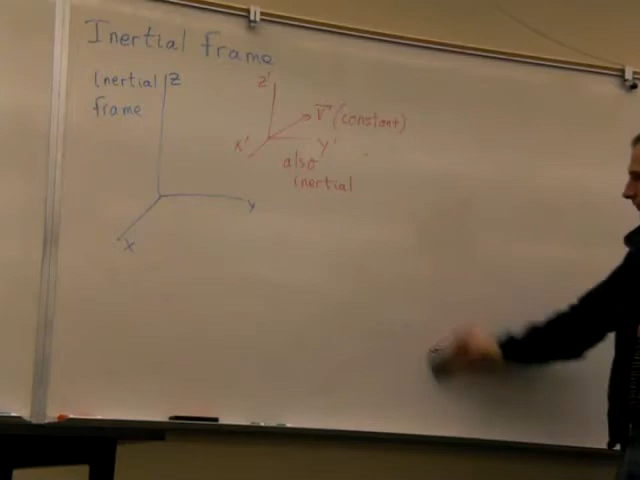 Inertial frame
Inertial
frame
Z
Y
X
Z'
V (constant)
X'
Y'
also
inertial